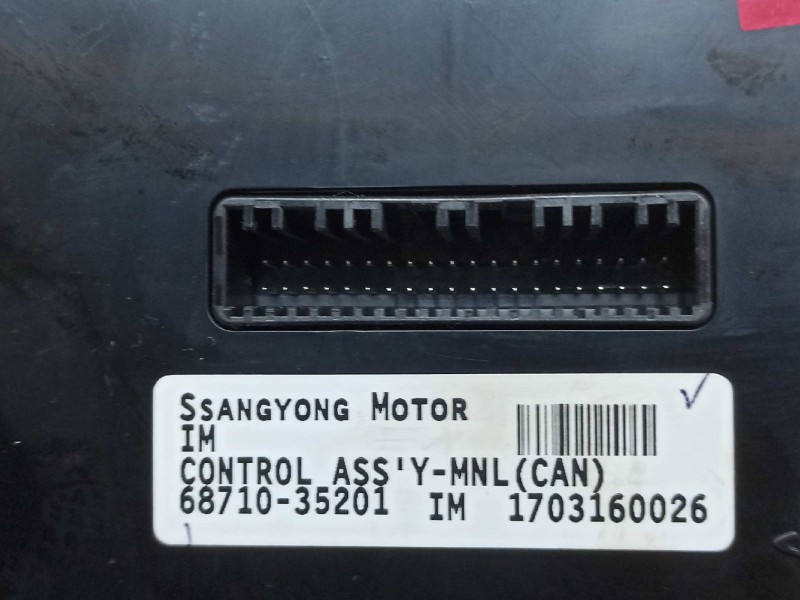 Ssangyong Motor
IM
CONTROL ASS'Y-MNL(CAN)
68710-35201 IM 1703160026